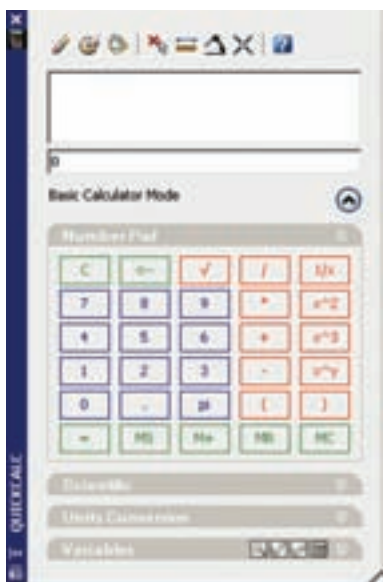 0
Basic Calculator Mode
Number Pad
C √ / 1/x
7 8 9 * x^2
4 5 6 + x^3
1 2 3 - x^y
0 . pi ( )
= MS M+ MR MC
Scientific
Units Conversion
Variables
QUICKCALC